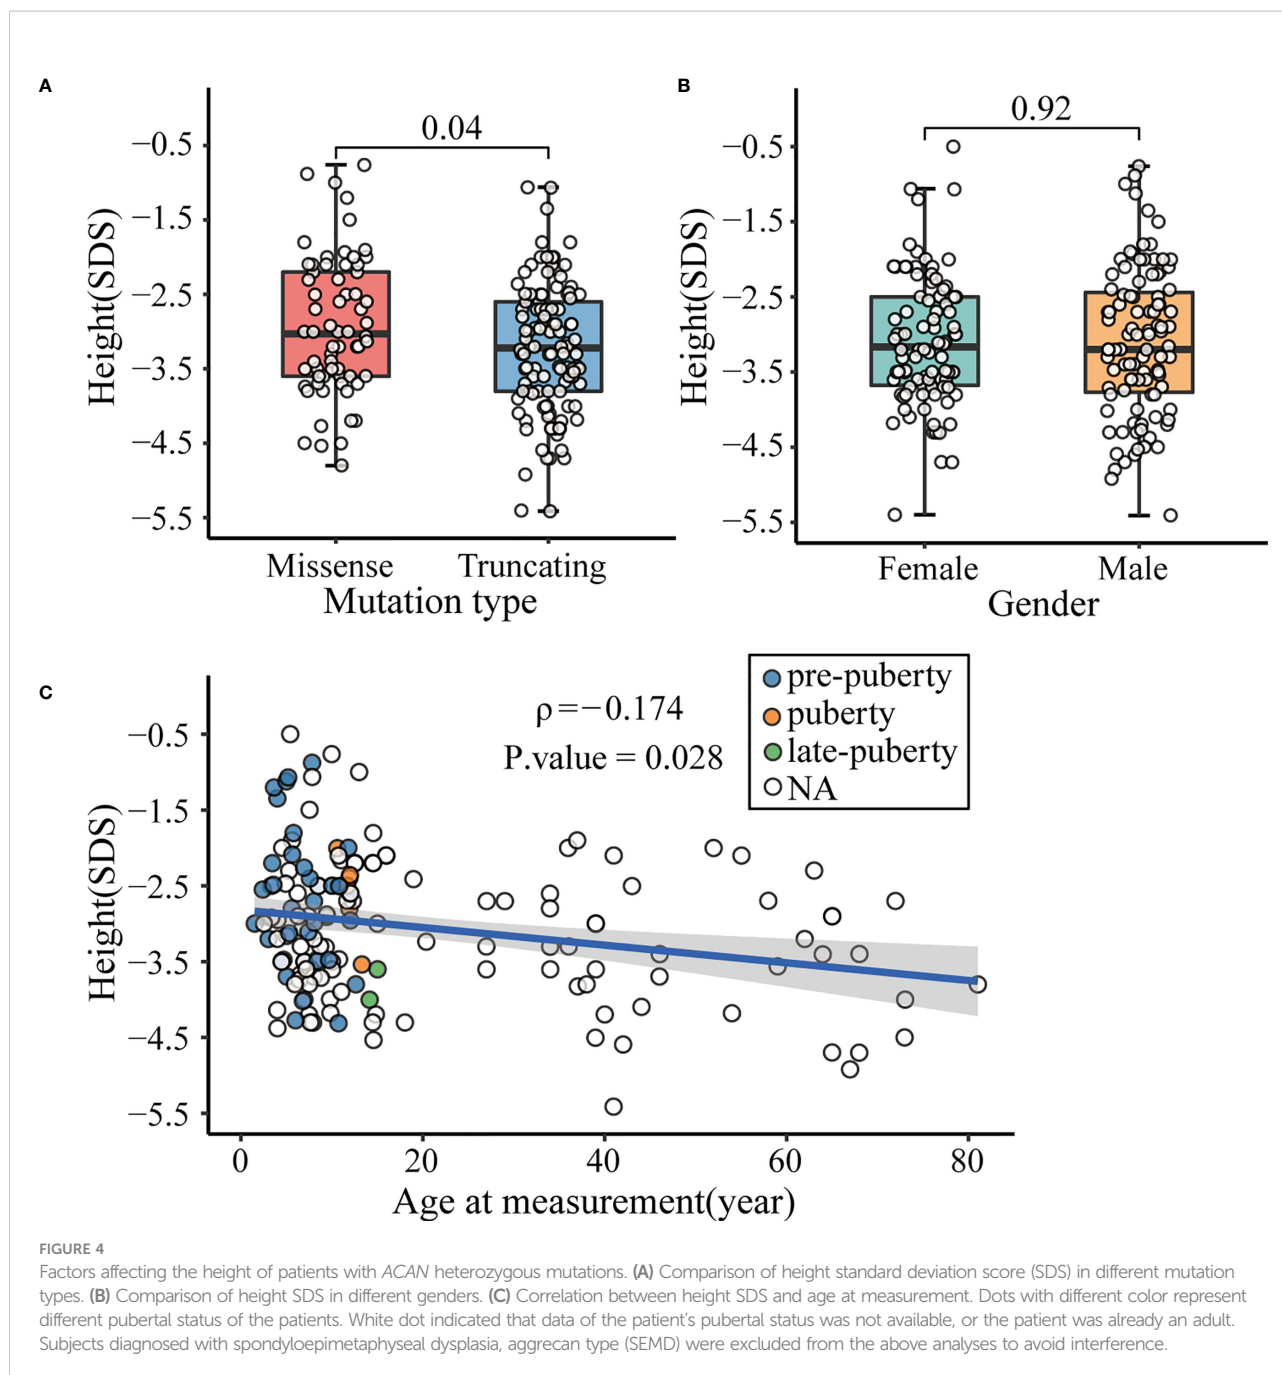 A
B
0.04
0.92
−0.5
−1.5
−2.5
−3.5
−4.5
−5.5
Height(SDS)
Missense
Truncating
Mutation type
−0.5
−1.5
−2.5
−3.5
−4.5
−5.5
Height(SDS)
Female
Male
Gender
C
ρ=−0.174
P.value = 0.028
pre-puberty
puberty
late-puberty
NA
−0.5
−1.5
−2.5
−3.5
−4.5
−5.5
Height(SDS)
0
20
40
60
80
Age at measurement(year)
FIGURE 4
Factors affecting the height of patients with ACAN heterozygous mutations. (A) Comparison of height standard deviation score (SDS) in different mutation
types. (B) Comparison of height SDS in different genders. (C) Correlation between height SDS and age at measurement. Dots with different color represent
different pubertal status of the patients. White dot indicated that data of the patient's pubertal status was not available, or the patient was already an adult.
Subjects diagnosed with spondyloepimetaphyseal dysplasia, aggrecan type (SEMD) were excluded from the above analyses to avoid interference.